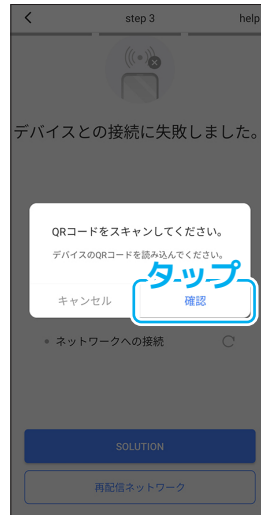 step 3
help
デバイスとの接続に失敗しました。
QRコードをスキャンしてください。
デバイスのQRコードを読み込んでください。
タップ
キャンセル
確認
ネットワークへの接続
SOLUTION
再配信ネットワーク